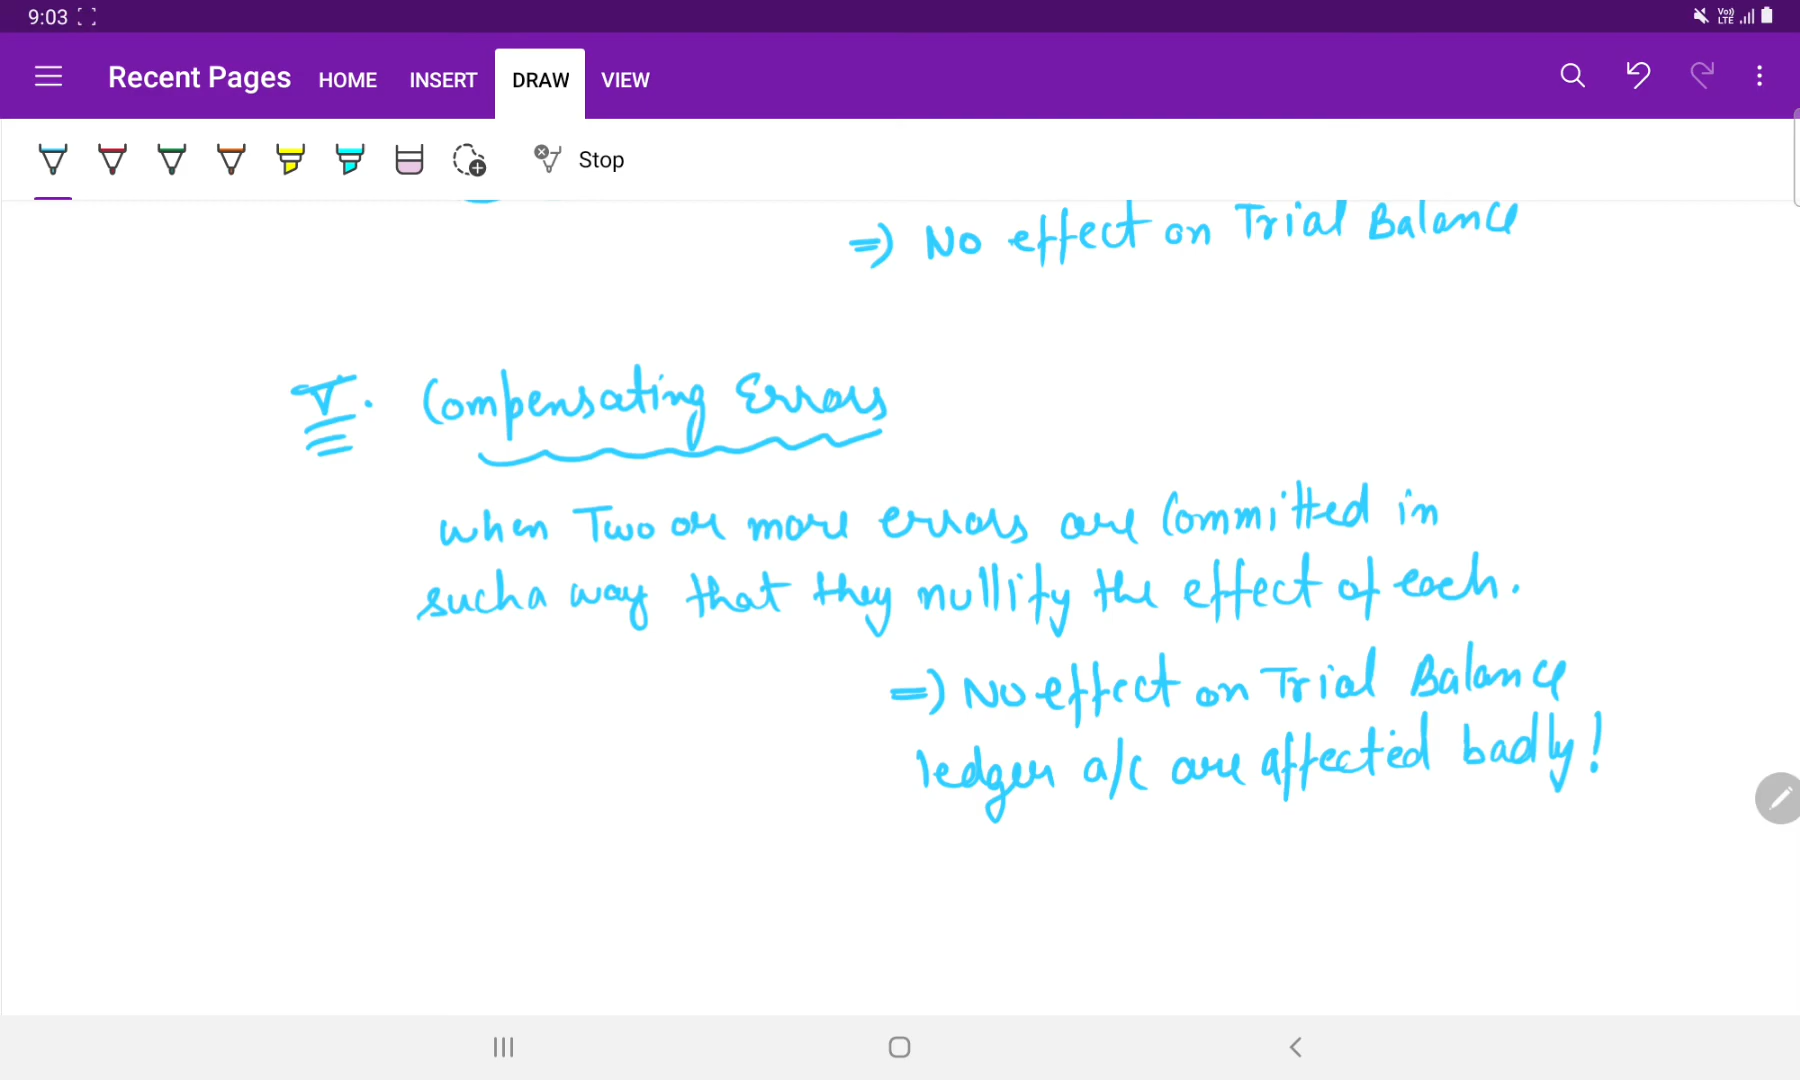 9:03
Vo)) LTE
Recent Pages HOME INSERT DRAW VIEW
Stop
=) No effect on Trial Balance
V. Compensating Errors
when Two or more errors are committed in
such a way that they nullify the effect of each.
=) No effect on Trial Balance
ledger a/c are affected badly!